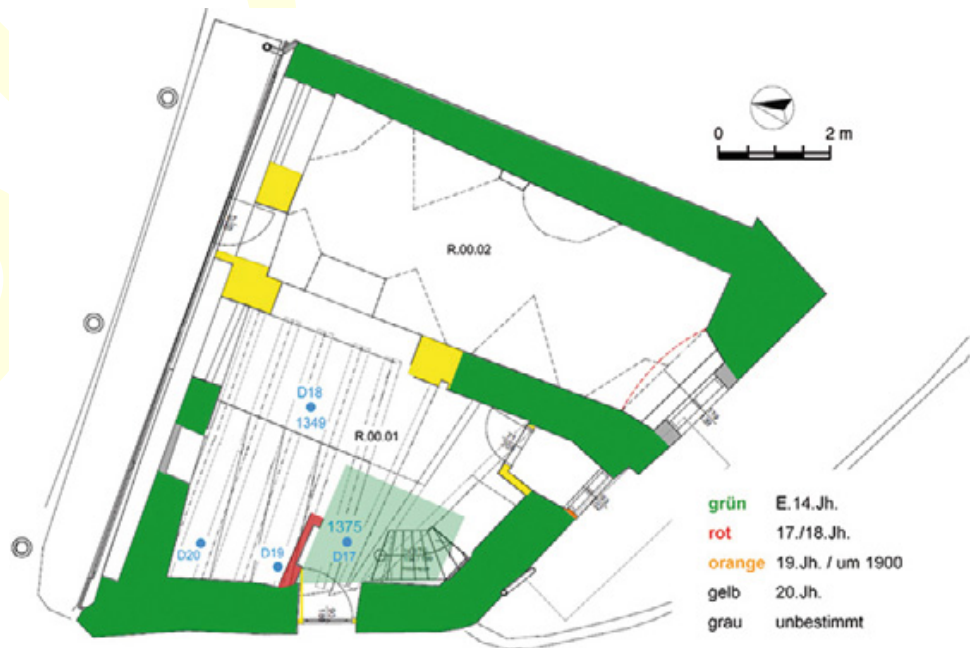 0 2 m
R.00.02
D18
1349
R.00.01
1375
D20
D19
D17
grün E.14.Jh.
rot 17./18.Jh.
orange 19.Jh. / um 1900
gelb 20.Jh.
grau unbestimmt